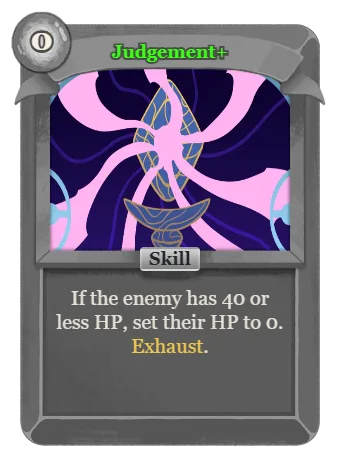 0
Judgement+
Skill
If the enemy has 40 or
less HP, set their HP to 0.
Exhaust.